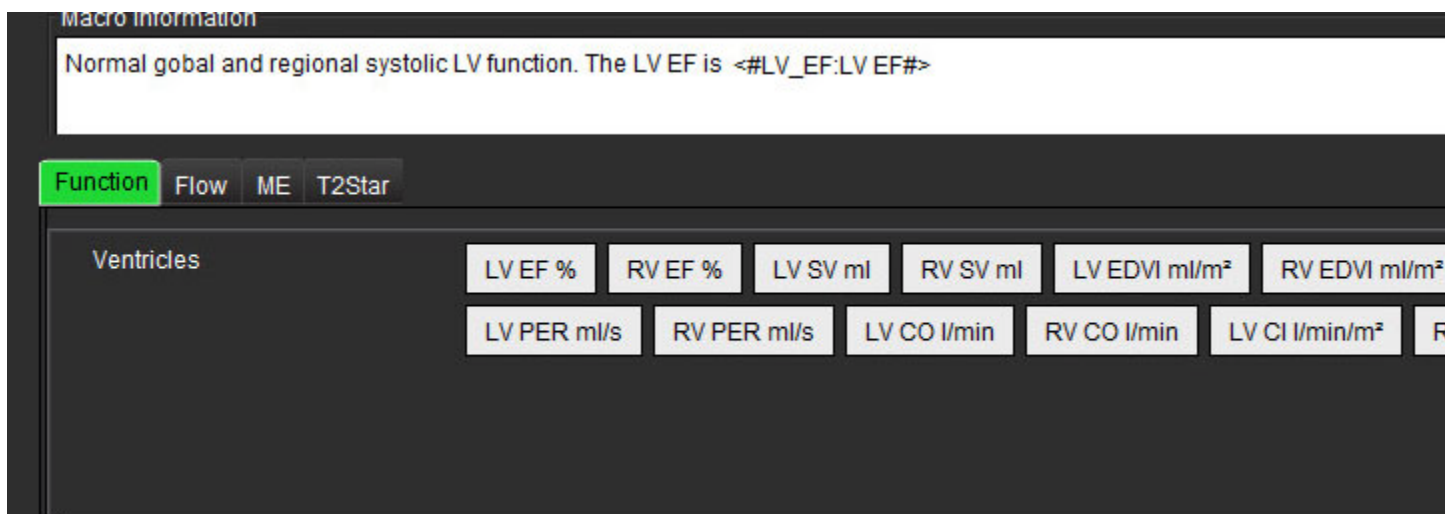 Macro Information
Normal gobal and regional systolic LV function. The LV EF is <#LV_EF:LV EF#>
Function Flow ME T2Star
Ventricles LV EF % RV EF % LV SV ml RV SV ml LV EDVI ml/m² RV EDVI ml/m²
LV PER ml/s RV PER ml/s LV CO l/min RV CO l/min LV CI l/min/m² R